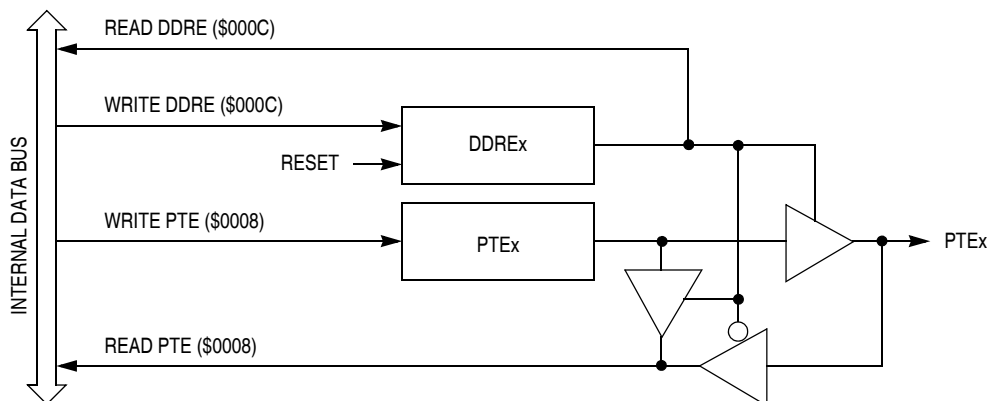 READ DDRE ($000C)
WRITE DDRE ($000C)
DDREx
RESET
INTERNAL DATA BUS
WRITE PTE ($0008)
PTEx
PTEx
READ PTE ($0008)